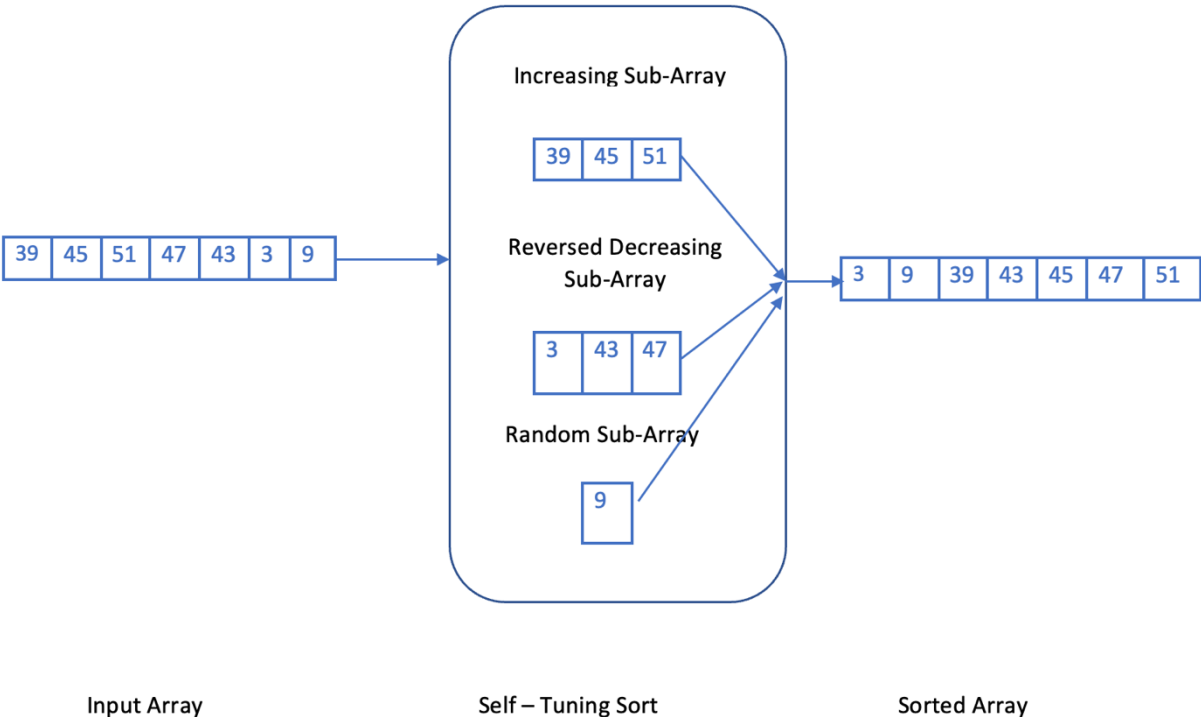 Increasing Sub-Array
39 45 51
Reversed Decreasing
Sub-Array
39 45 51 47 43 3 9
3 9 39 43 45 47 51
3 43 47
Random Sub-Array
9
Input Array
Self – Tuning Sort
Sorted Array